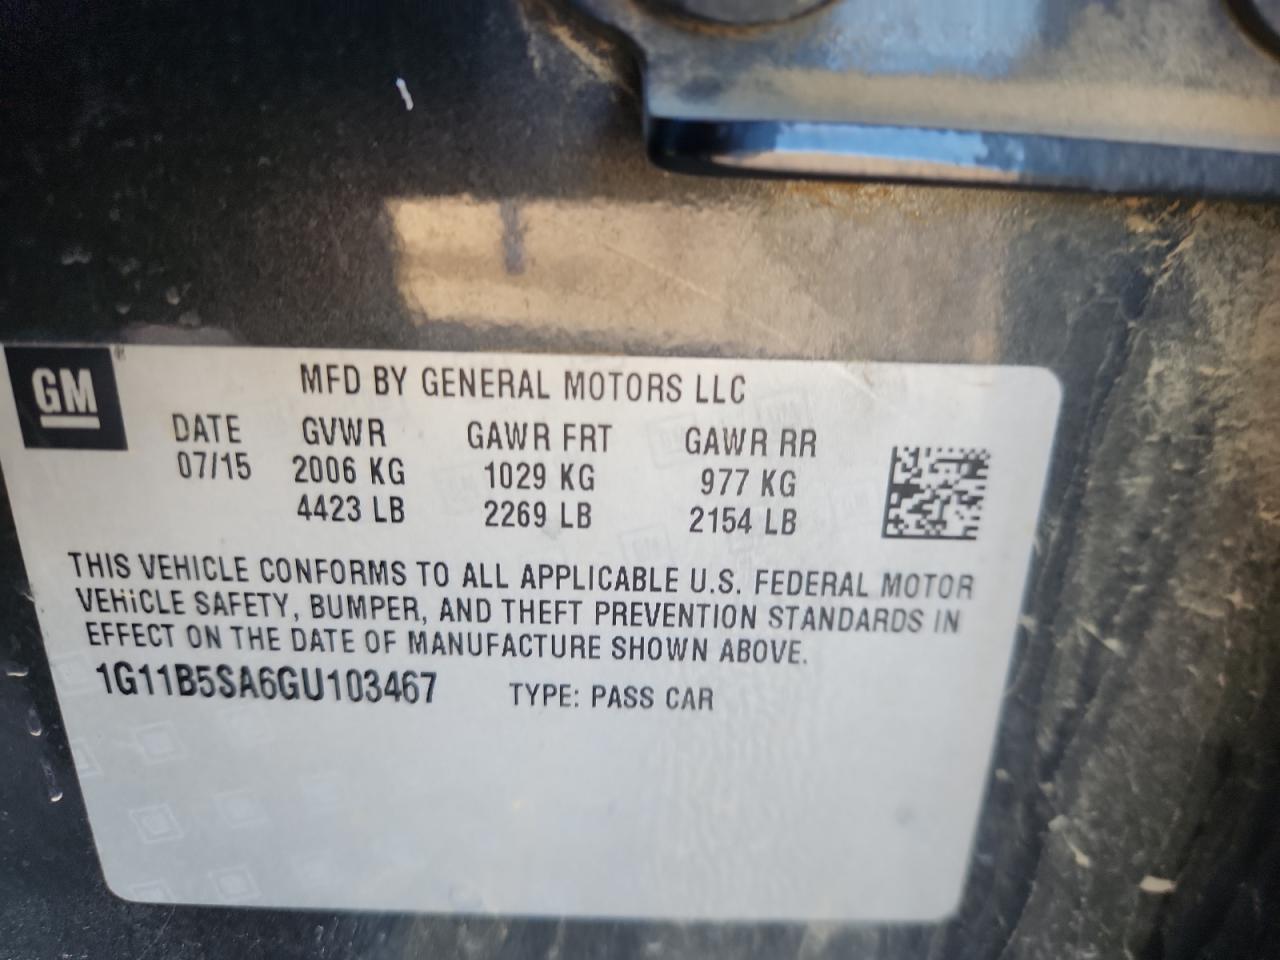 GM
MFD BY GENERAL MOTORS LLC
DATE GVWR GAWR FRT GAWR RR
07/15 2006 KG 1029 KG 977 KG
4423 LB 2269 LB 2154 LB
THIS VEHICLE CONFORMS TO ALL APPLICABLE U.S. FEDERAL MOTOR
VEHICLE SAFETY, BUMPER, AND THEFT PREVENTION STANDARDS IN
EFFECT ON THE DATE OF MANUFACTURE SHOWN ABOVE.
1G11B5SA6GU103467 TYPE: PASS CAR